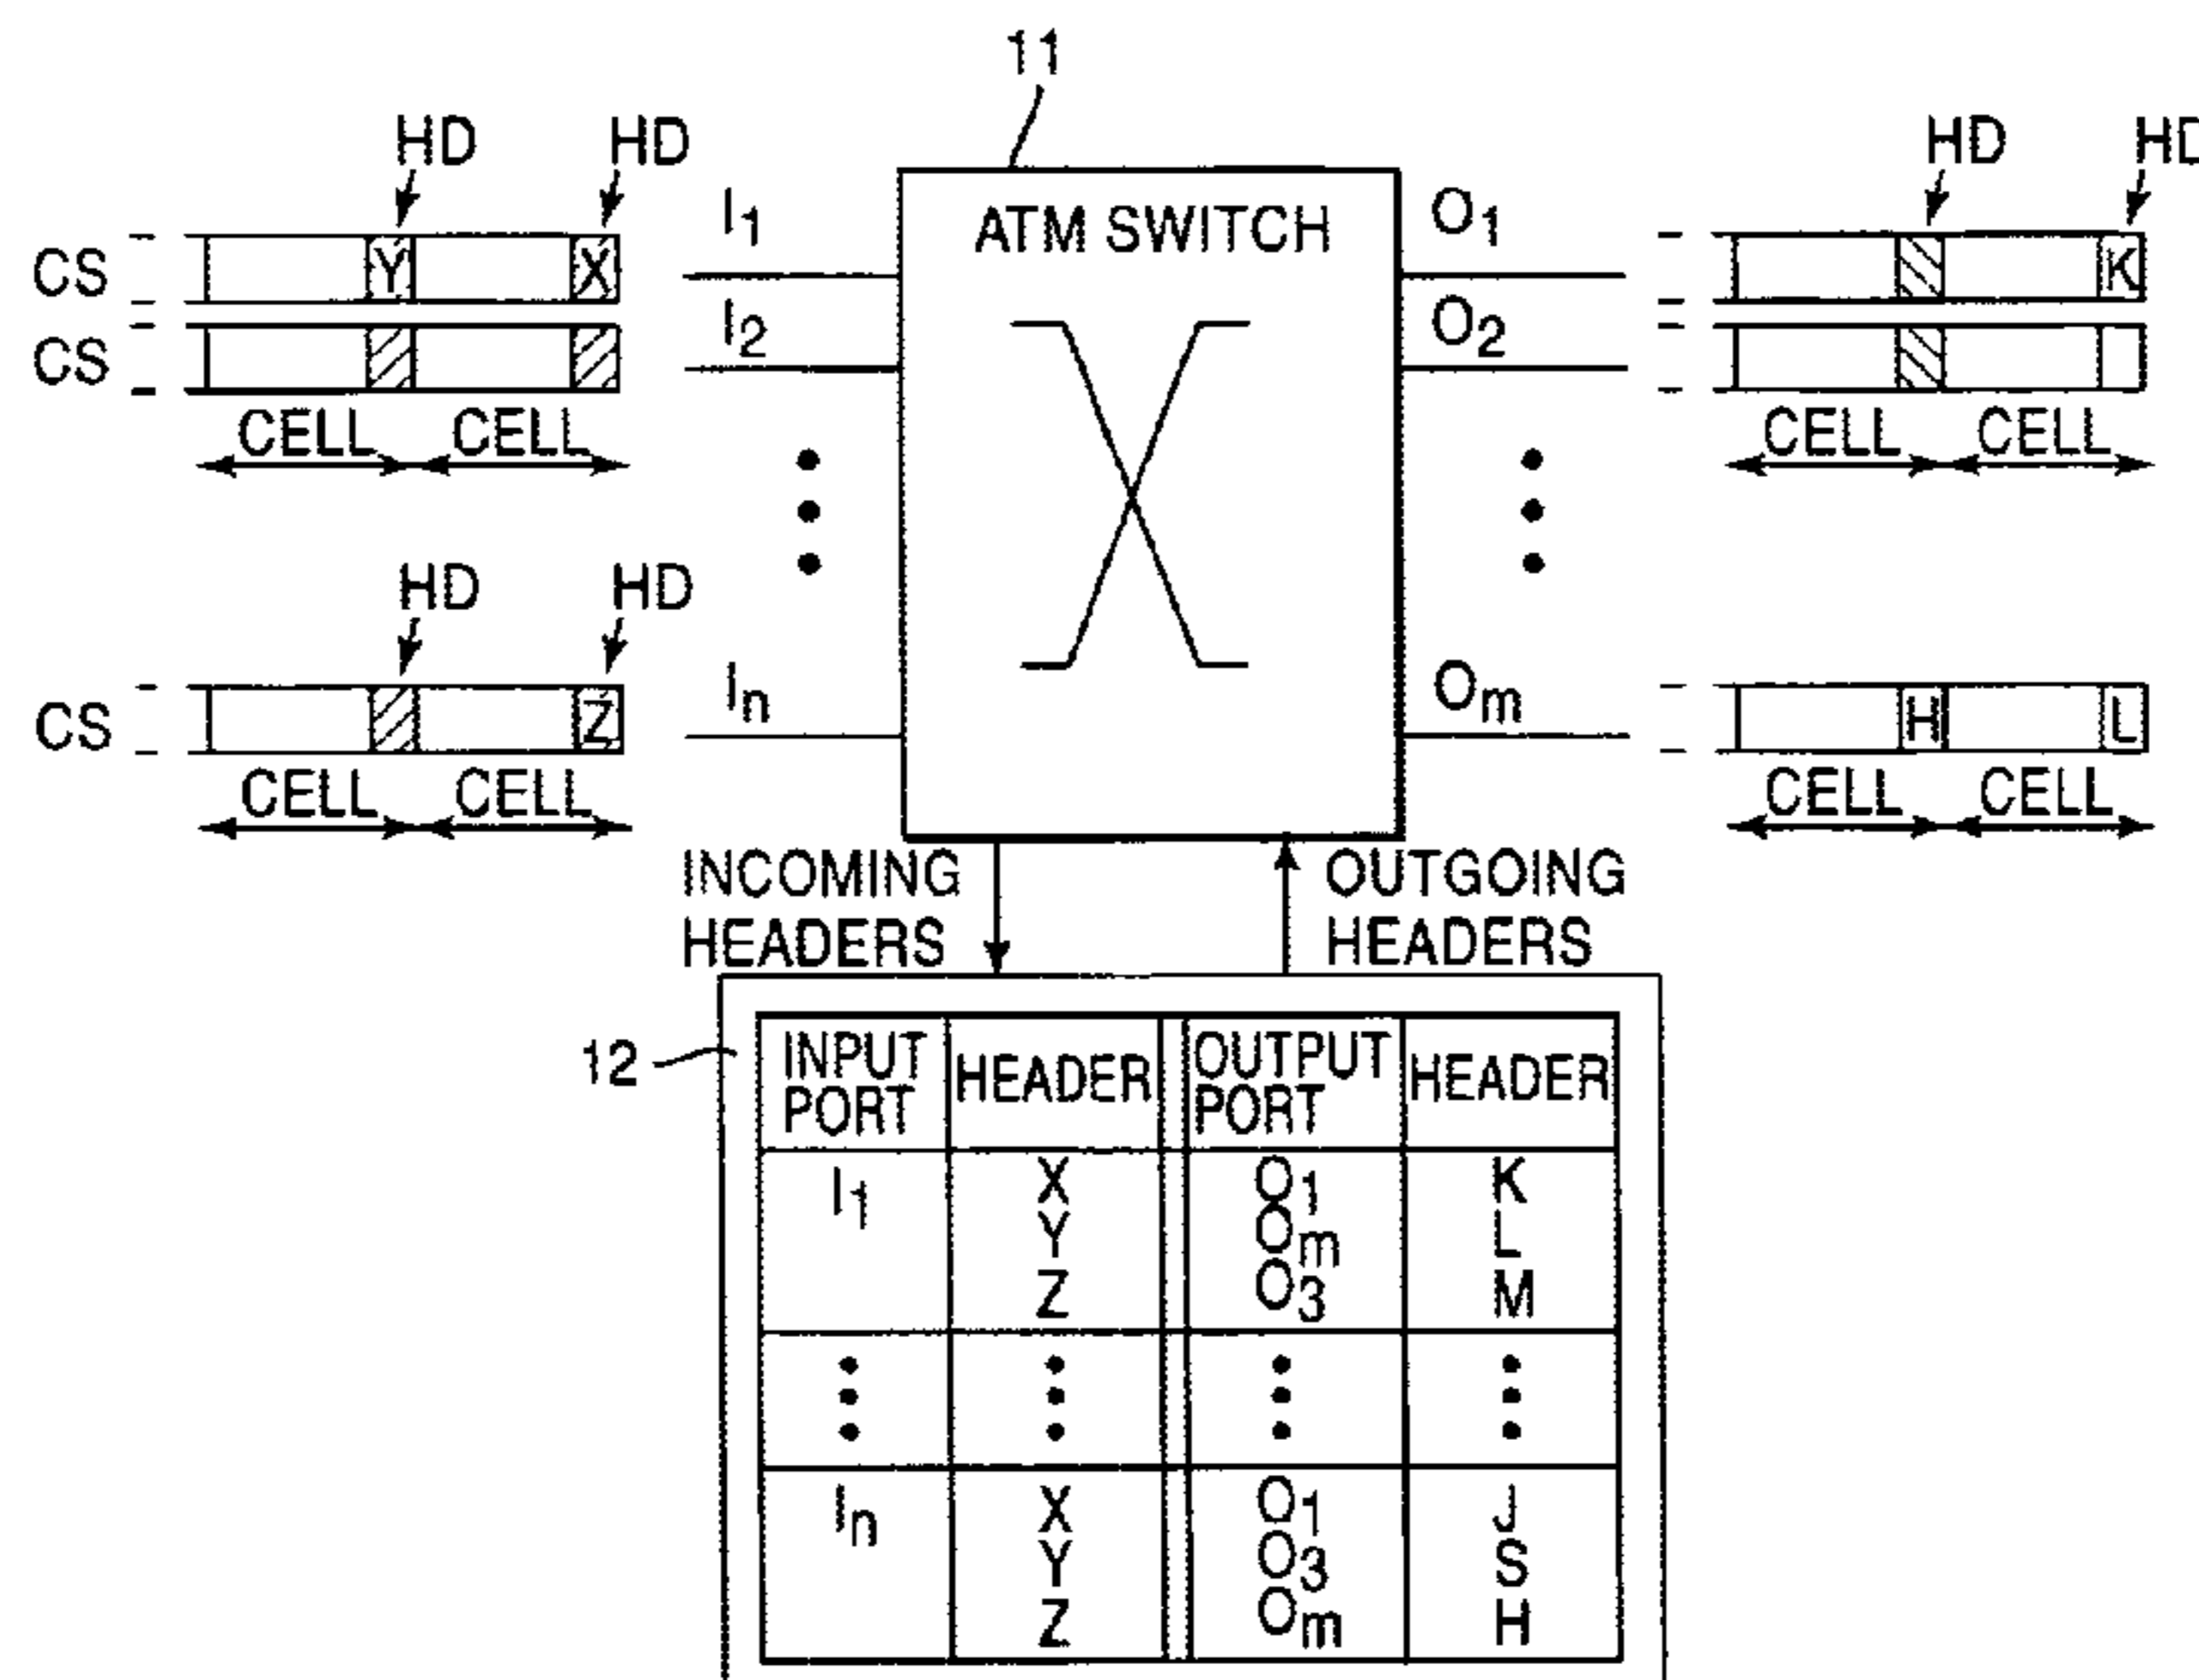 11
HD HD HD HD
I1 ATM SWITCH O1
CS Y X K
I2 O2
CS
CELL CELL CELL CELL
HD HD
In Om
CS Z H L
CELL CELL CELL CELL
INCOMING HEADERS OUTGOING HEADERS
12
INPUT PORT HEADER OUTPUT PORT HEADER
I1 X O1 K
Y Om L
Z O3 M
In X O1 J
Y O3 S
Z Om H